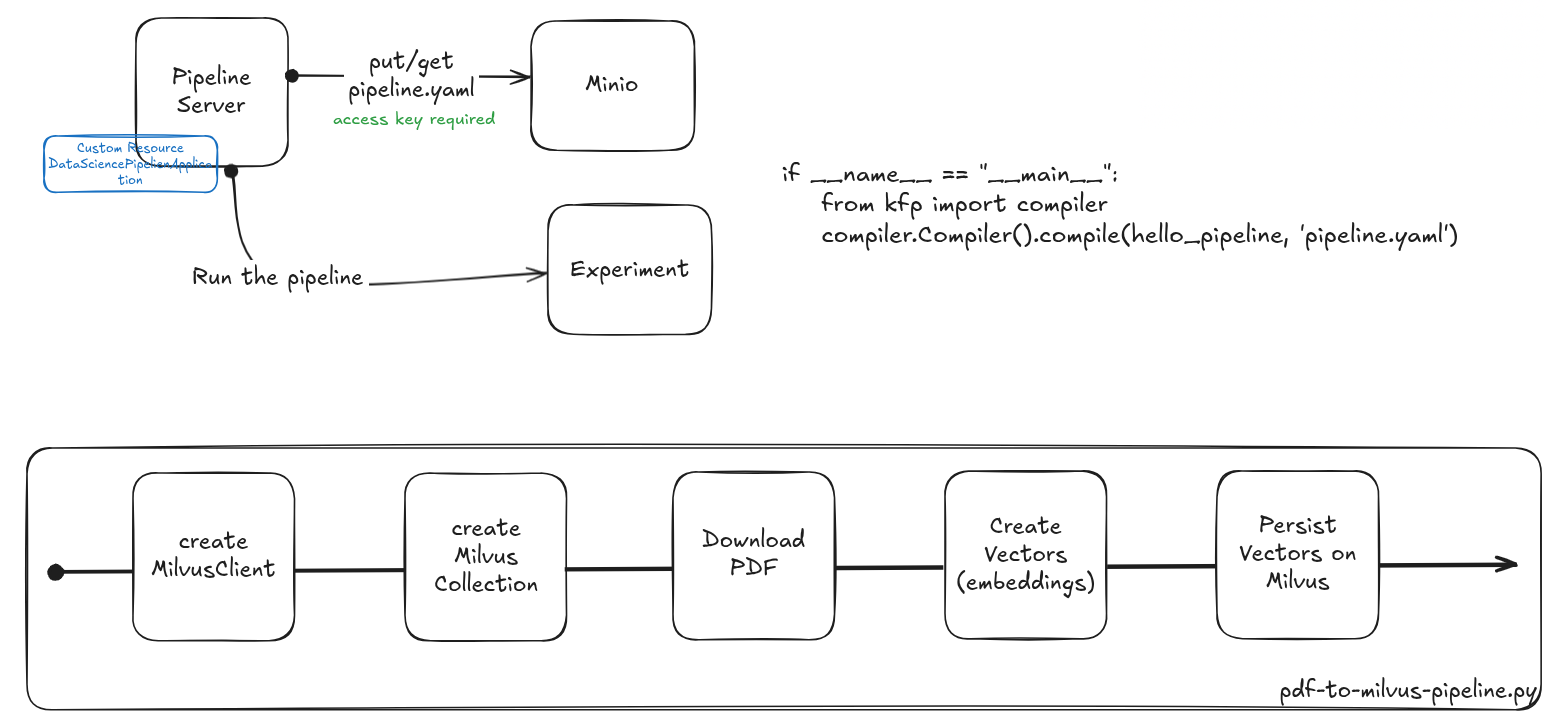 Pipeline
Server
put/get
pipeline.yaml
access key required
Minio
Custom Resource
DataSciencePipelienApplica
tion
Run the pipeline
Experiment
if __name__ == "__main__":
from kfp import compiler
compiler.Compiler().compile(hello_pipeline, 'pipeline.yaml')
create
MilvusClient
create
Milvus
Collection
Download
PDF
Create
Vectors
(embeddings)
Persist
Vectors on
Milvus
pdf-to-milvus-pipeline.py